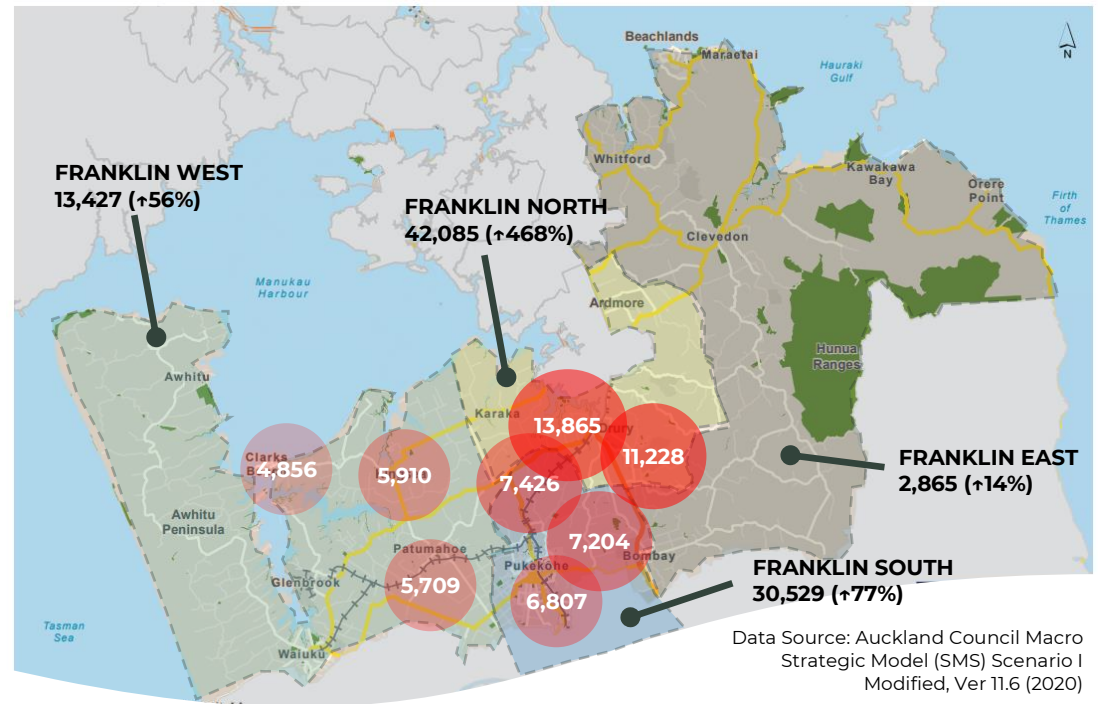 Beachlands
Maraetai
N
Hauraki
Gulf
FRANKLIN WEST
13,427 (↑56%)
Whitford
Kawakawa
Bay
Orere
Point
Firth
of
Thames
FRANKLIN NORTH
42,085 (↑468%)
Clevedon
Manukau
Harbour
Ardmore
Hunua
Ranges
Awhitu
Karaka
13,865
Drury
11,228
Clarks
4,856
5,910
7,426
FRANKLIN EAST
2,865 (↑14%)
Awhitu
Peninsula
7,204
Patumahoe
Pukekohe
Bombay
Glenbrook
5,709
6,807
FRANKLIN SOUTH
30,529 (↑77%)
Tasman
Sea
Waiuku
Data Source: Auckland Council Macro
Strategic Model (SMS) Scenario I
Modified, Ver 11.6 (2020)